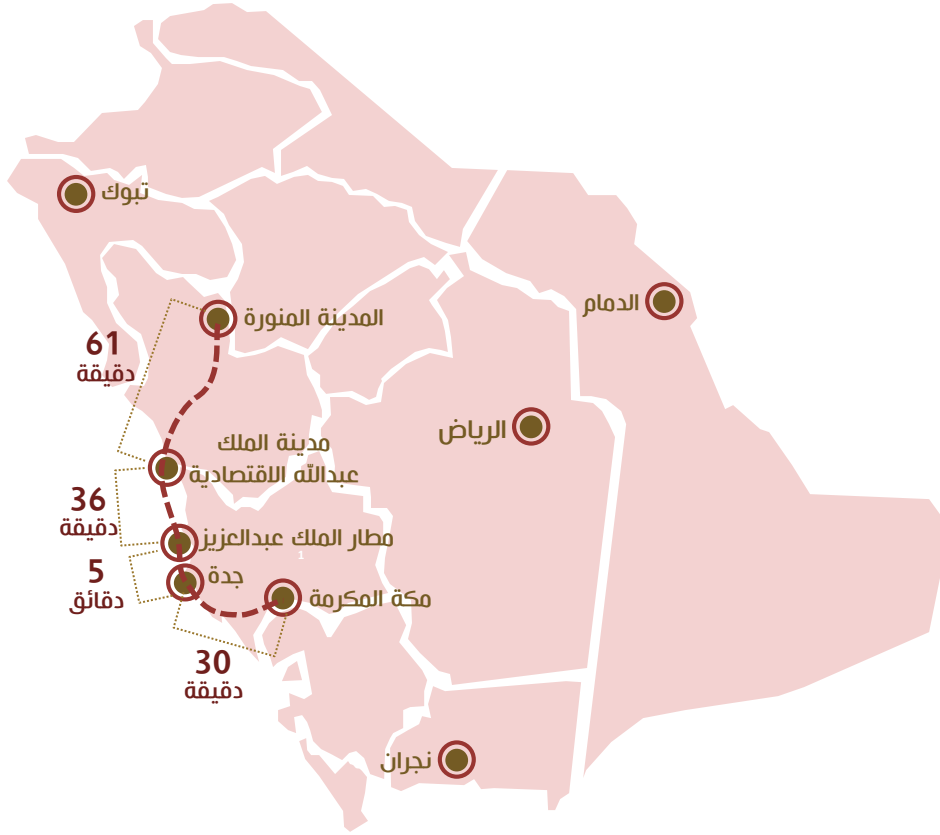 تبوك
الدمام
المدينة المنورة
61
دقيقة
الرياض
مدينة الملك
عبدالله الاقتصادية
36
دقيقة
مطار الملك عبدالعزيز
1
جدة
5
دقائق
مكة المكرمة
30
دقيقة
نجران